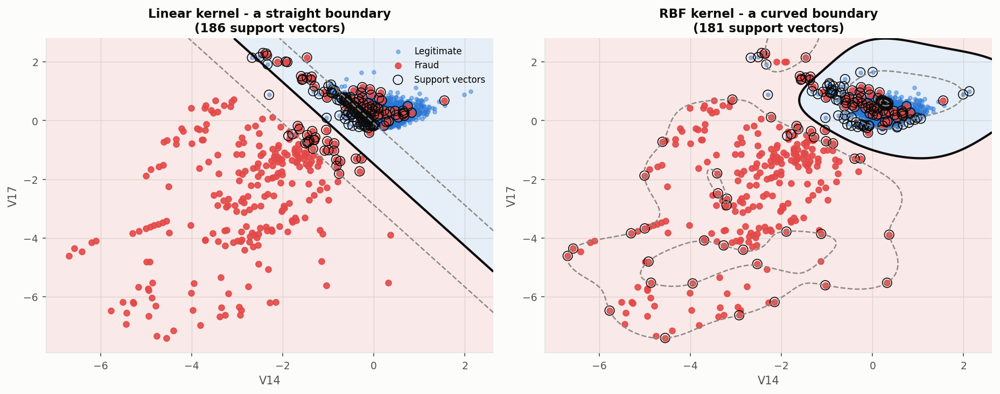 Linear kernel - a straight boundary
(186 support vectors)
Legitimate
Fraud
Support vectors
2
0
−2
−4
−6
V17
−6
−4
−2
0
2
V14
RBF kernel - a curved boundary
(181 support vectors)
2
0
−2
−4
−6
V17
−6
−4
−2
0
2
V14